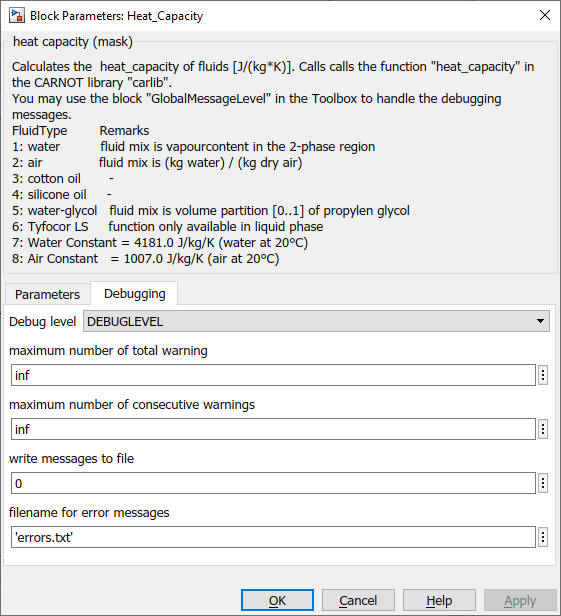 Block Parameters: Heat_Capacity
heat capacity (mask)
Calculates the  heat_capacity of fluids [J/(kg*K)]. Calls calls the function "heat_capacity" in
the CARNOT library "carlib".
You may use the block "GlobalMessageLevel" in the Toolbox to handle the debugging
messages.
FluidType      Remarks
1: water          fluid mix is vapourcontent in the 2-phase region
2: air              fluid mix is (kg water) / (kg dry air)
3: cotton oil       -
4: silicone oil     -
5: water-glycol   fluid mix is volume partition [0..1] of propylen glycol
6: Tyfocor LS     function only available in liquid phase
7: Water Constant = 4181.0 J/kg/K (water at 20ºC)
8: Air Constant   = 1007.0 J/kg/K (air at 20ºC)
Parameters Debugging
Debug level DEBUGLEVEL
maximum number of total warning
inf
maximum number of consecutive warnings
inf
write messages to file
0
filename for error messages
'errors.txt'
OK Cancel Help Apply